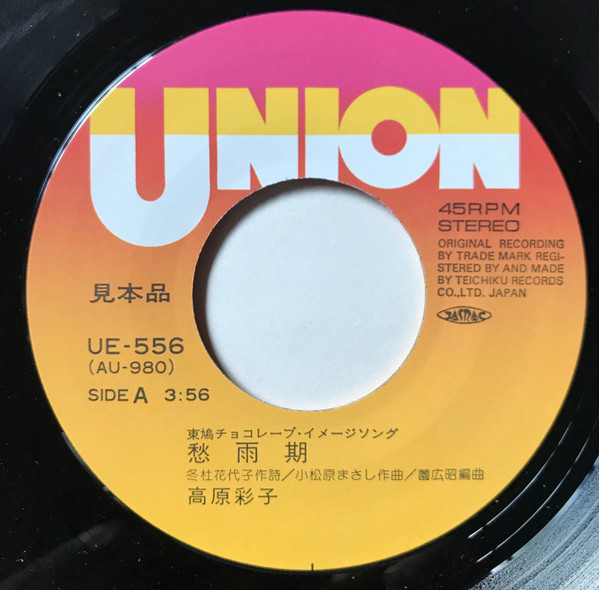 UNION
45RPM
STEREO
ORIGINAL RECORDING
BY TRADE MARK REGI-
STERED BY AND MADE
BY TEICHIKU RECORDS
CO.,LTD. JAPAN
JASRAC
見本品
UE-556
(AU-980)
SIDE A 3:56
東鳩チョコレーブ・イメージソング
愁雨期
冬杜花代子作詩/小松原まさし作曲/薗広昭編曲
高原彩子